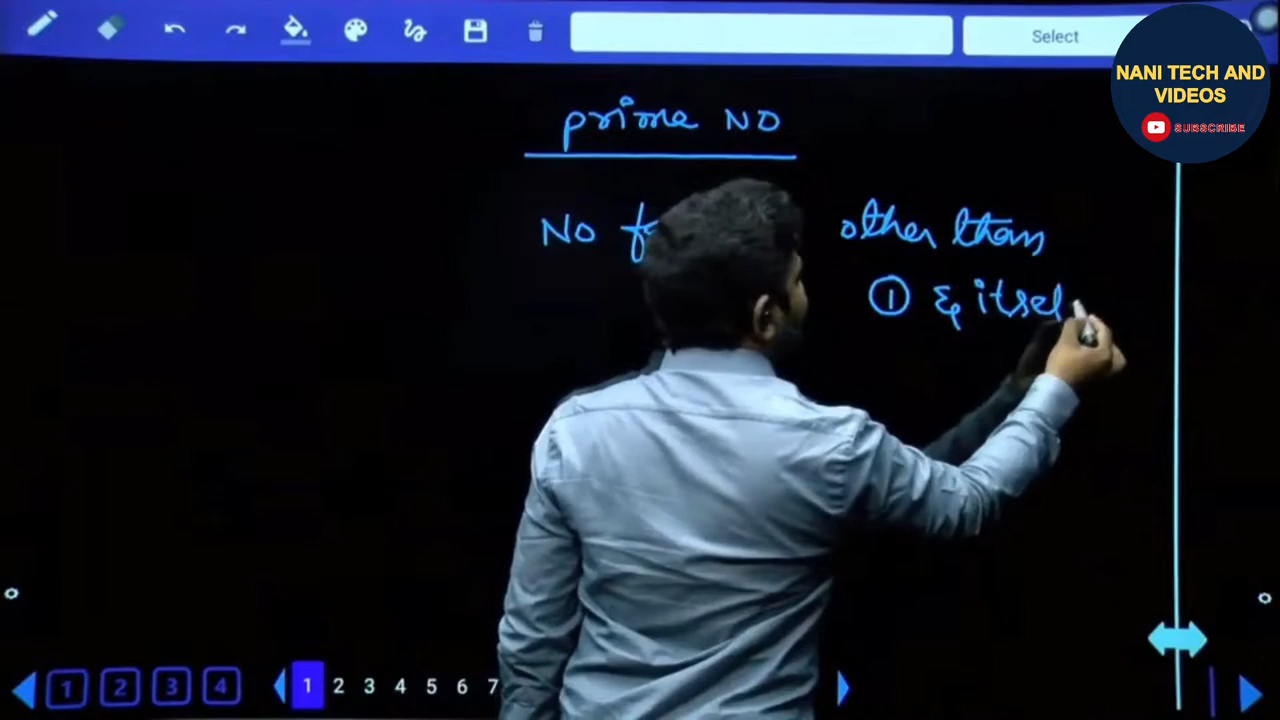 Select
NANI TECH AND
VIDEOS
SUBSCRIBE
prime NO
No other than
① & itsel
1 2 3 4 1 2 3 4 5 6 7